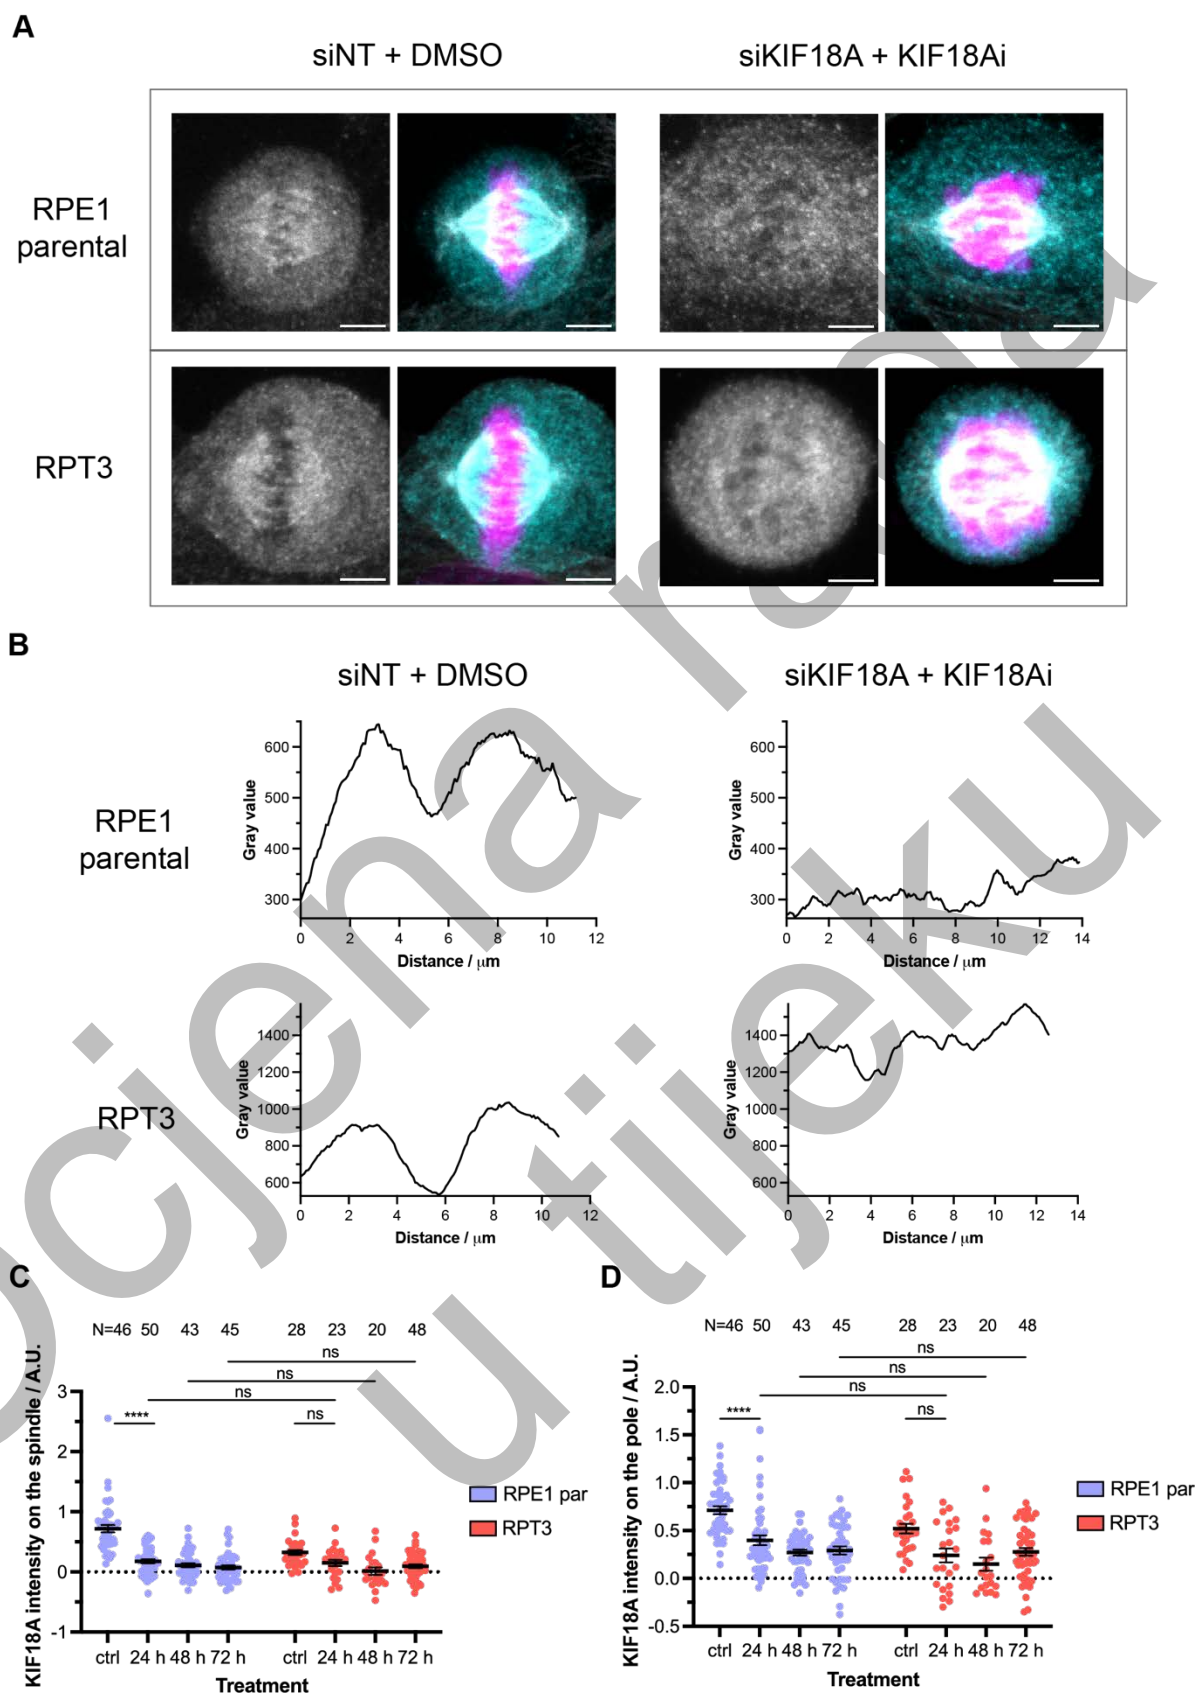 A
siNT + DMSO
siKIF18A + KIF18Ai
RPE1
parental
RPT3
B
siNT + DMSO
siKIF18A + KIF18Ai
RPE1
parental
Gray value
600
500
400
300
0 2 4 6 8 10 12
Distance / μm
Gray value
600
500
400
300
0 2 4 6 8 10 12 14
Distance / μm
RPT3
Gray value
1400
1200
1000
800
600
0 2 4 6 8 10 12
Distance / μm
Gray value
1400
1200
1000
800
600
0 2 4 6 8 10 12 14
Distance / μm
C
N=46 50 43 45 28 23 20 48
ns
ns
ns
**** ns
KIF18A intensity on the spindle / A.U.
3
2
1
0
-1
ctrl 24 h 48 h 72 h ctrl 24 h 48 h 72 h
Treatment
RPE1 par
RPT3
D
N=46 50 43 45 28 23 20 48
ns
ns
ns
**** ns
KIF18A intensity on the pole / A.U.
2.0
1.5
1.0
0.5
0.0
-0.5
ctrl 24 h 48 h 72 h ctrl 24 h 48 h 72 h
Treatment
RPE1 par
RPT3
ocjena rada
u tijeku